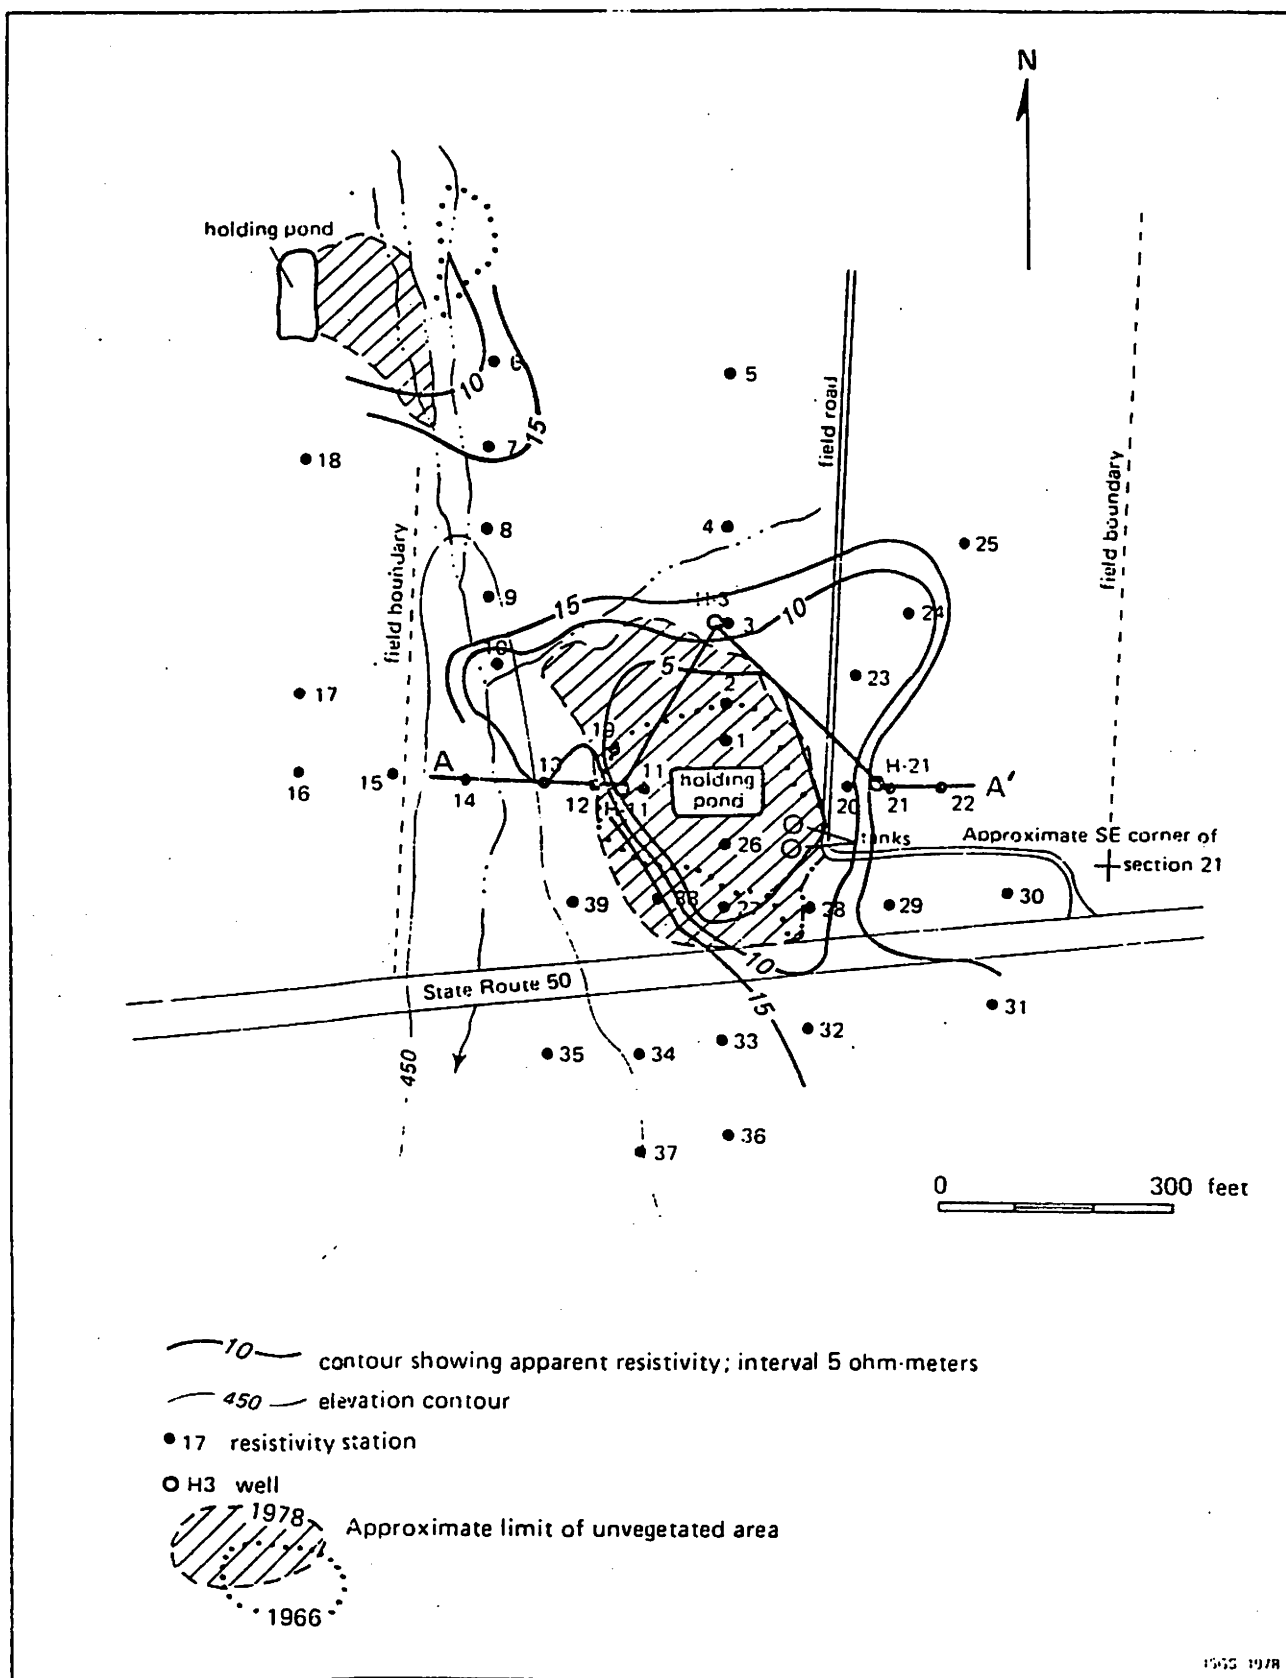 N
holding pond
6
10
5
15
7
18
field road
field boundary
8
4
25
field boundary
9
15
H-3
10
3
24
10
5
2
23
17
19
1
A
13
11
holding
pond
H-21
A'
16
15
14
12
H-11
20
21
22
26
tanks
Approximate SE corner of
section 21
39
38
27
28
29
30
10
State Route 50
15
31
32
33
35
34
450
36
37
0
300 feet
10
contour showing apparent resistivity; interval 5 ohm-meters
450
elevation contour
17 resistivity station
H3 well
1978
Approximate limit of unvegetated area
1966
ISGS 1978